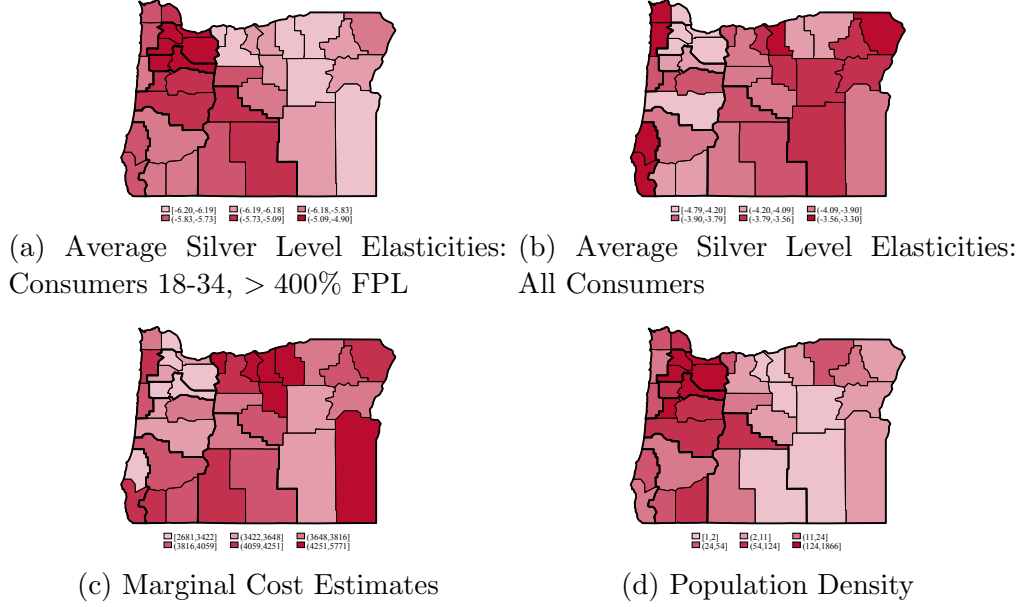 [-6.20,-6.19] (-6.19,-6.18] (-6.18,-5.83]
(-5.83,-5.73] (-5.73,-5.09] (-5.09,-4.90]
(a) Average Silver Level Elasticities:
Consumers 18-34, > 400% FPL
[-4.79,-4.20] (-4.20,-4.09] (-4.09,-3.90]
(-3.90,-3.79] (-3.79,-3.56] (-3.56,-3.30]
(b) Average Silver Level Elasticities:
All Consumers
[2681,3422] (3422,3648] (3648,3816]
(3816,4059] (4059,4251] (4251,5771]
(c) Marginal Cost Estimates
[1,2] (2,11] (11,24]
(24,54] (54,124] (124,1866]
(d) Population Density